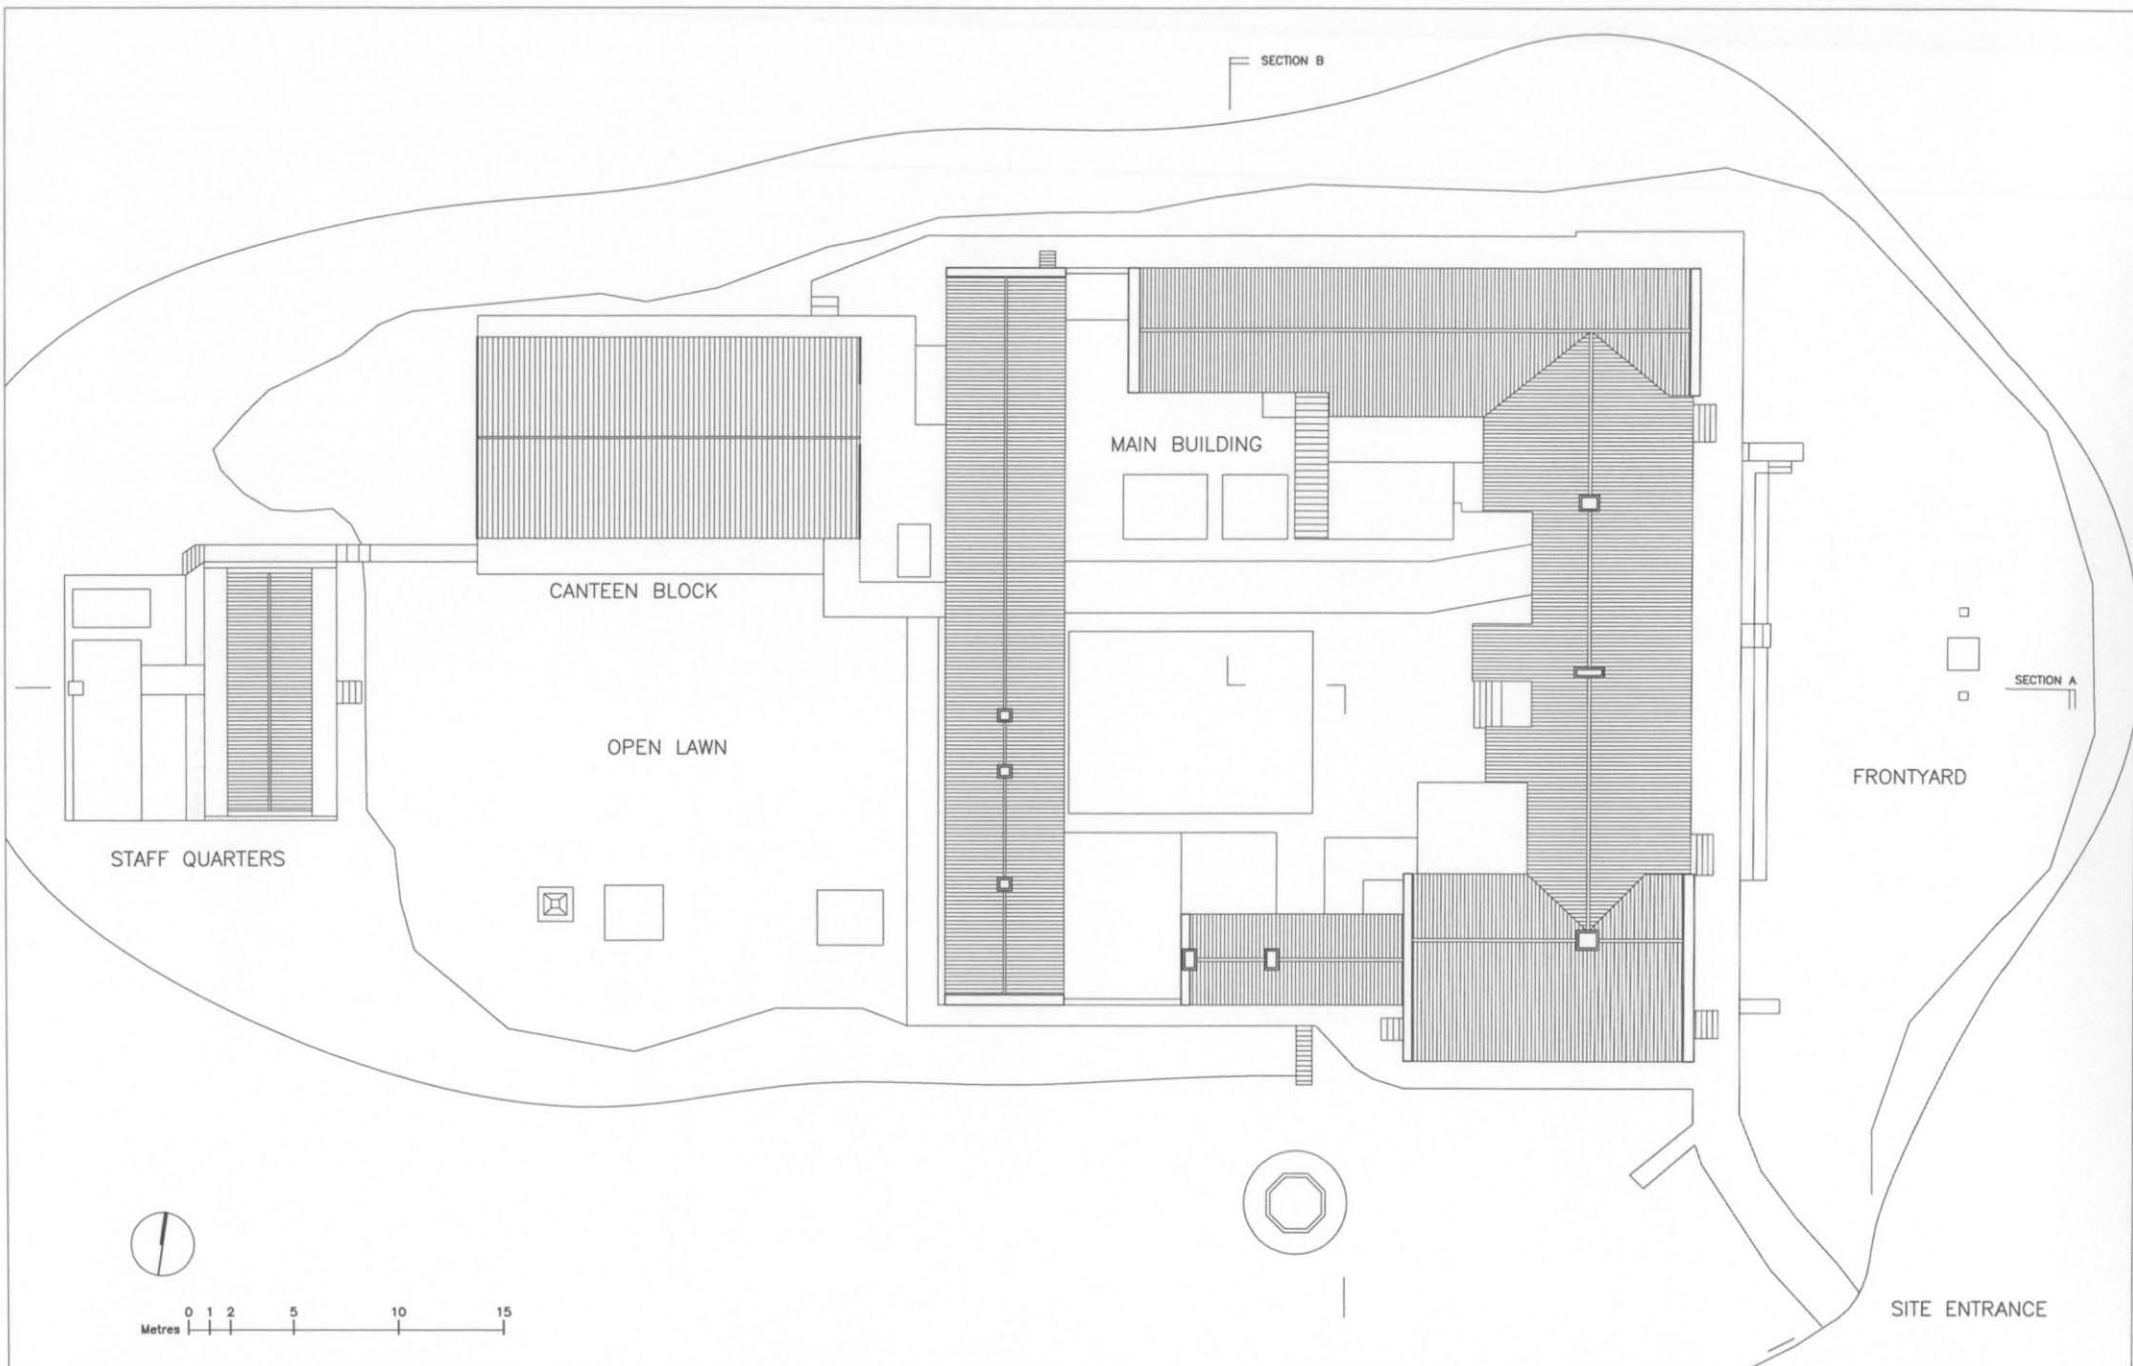 SECTION B
MAIN BUILDING
CANTEEN BLOCK
SECTION A
OPEN LAWN
FRONTYARD
STAFF QUARTERS
SITE ENTRANCE
0 1 2 5 10 15
Metres